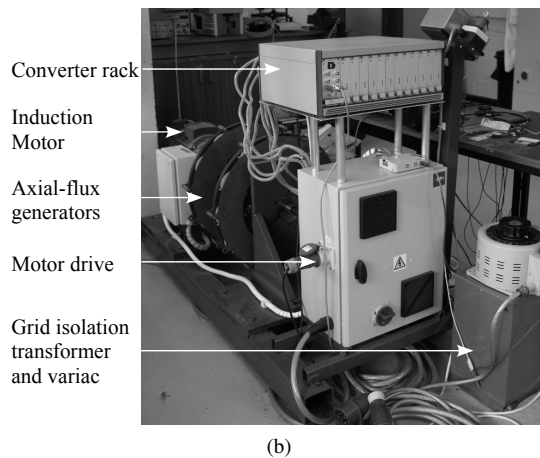 Converter rack
Induction
Motor
Axial-flux
generators
Motor drive
Grid isolation
transformer
and variac
(b)